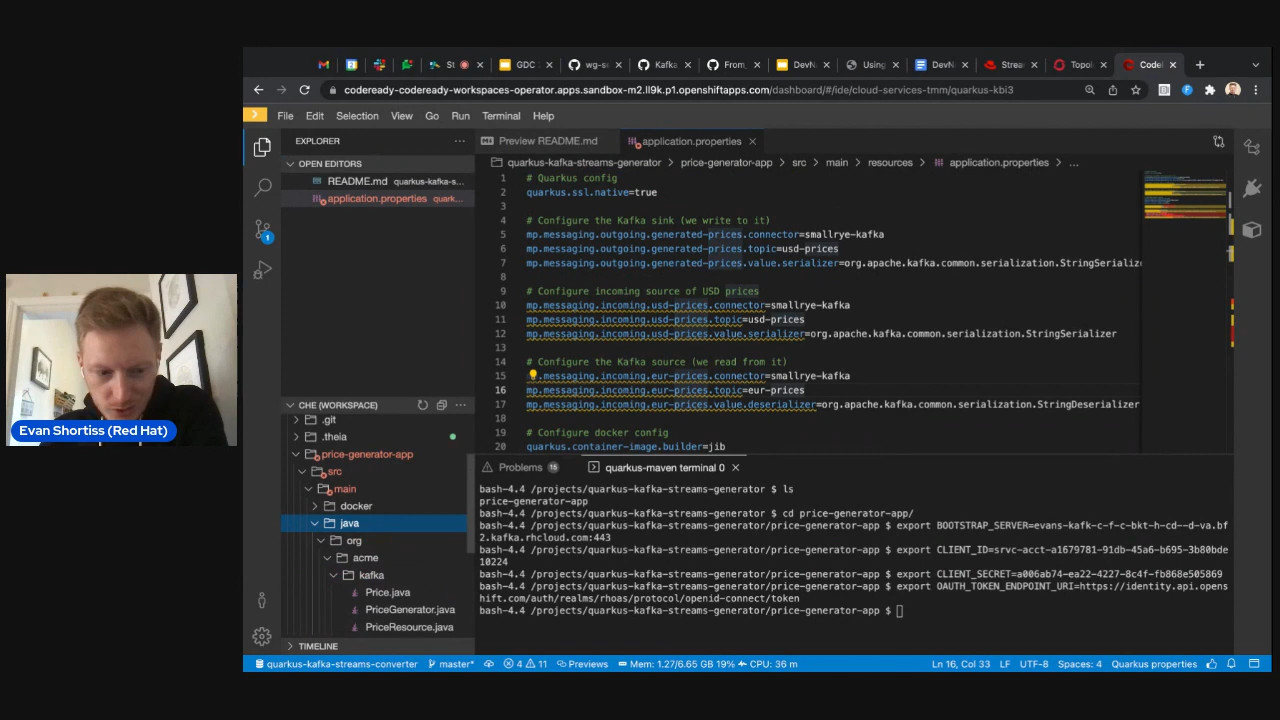 St
GDC
wg-se
Kafka
From
DevN
Using
DevN
Stream
Topol
CodeR
codeready-codeready-workspaces-operator.apps.sandbox-m2.ll9k.p1.openshiftapps.com/dashboard/#/ide/cloud-services-tmm/quarkus-kbi3
File Edit Selection View Go Run Terminal Help
EXPLORER
OPEN EDITORS
README.md quarkus-kafka-s...
application.properties quark...
CHE (WORKSPACE)
.git
.theia
price-generator-app
src
main
docker
java
org
acme
kafka
Price.java
PriceGenerator.java
PriceResource.java
TIMELINE
Preview README.md
application.properties
quarkus-kafka-streams-generator > price-generator-app > src > main > resources > application.properties > ...
1 # Quarkus config
2 quarkus.ssl.native=true
3
4 # Configure the Kafka sink (we write to it)
5 mp.messaging.outgoing.generated-prices.connector=smallrye-kafka
6 mp.messaging.outgoing.generated-prices.topic=usd-prices
7 mp.messaging.outgoing.generated-prices.value.serializer=org.apache.kafka.common.serialization.StringSerializ
8
9 # Configure incoming source of USD prices
10 mp.messaging.incoming.usd-prices.connector=smallrye-kafka
11 mp.messaging.incoming.usd-prices.topic=usd-prices
12 mp.messaging.incoming.usd-prices.value.serializer=org.apache.kafka.common.serialization.StringSerializer
13
14 # Configure the Kafka source (we read from it)
15 .messaging.incoming.eur-prices.connector=smallrye-kafka
16 mp.messaging.incoming.eur-prices.topic=eur-prices
17 mp.messaging.incoming.eur-prices.value.deserializer=org.apache.kafka.common.serialization.StringDeserializer
18
19 # Configure docker config
20 quarkus.container-image.builder=jib
Problems 15
quarkus-maven terminal 0
bash-4.4 /projects/quarkus-kafka-streams-generator $ ls
price-generator-app
bash-4.4 /projects/quarkus-kafka-streams-generator $ cd price-generator-app/
bash-4.4 /projects/quarkus-kafka-streams-generator/price-generator-app $ export BOOTSTRAP_SERVER=evans-kafk-c-f-c-bkt-h-cd--d-va.bf
2.kafka.rhcloud.com:443
bash-4.4 /projects/quarkus-kafka-streams-generator/price-generator-app $ export CLIENT_ID=srvc-acct-a1679781-91db-45a6-b695-3b80bde
10224
bash-4.4 /projects/quarkus-kafka-streams-generator/price-generator-app $ export CLIENT_SECRET=a006ab74-ea22-4227-8c4f-fb868e505869
bash-4.4 /projects/quarkus-kafka-streams-generator/price-generator-app $ export OAUTH_TOKEN_ENDPOINT_URI=https://identity.api.opens
hift.com/auth/realms/rhoas/protocol/openid-connect/token
bash-4.4 /projects/quarkus-kafka-streams-generator/price-generator-app $
quarkus-kafka-streams-converter master* 4 11 Previews Mem: 1.27/6.65 GB 19% CPU: 36 m Ln 16, Col 33 LF UTF-8 Spaces: 4 Quarkus properties
Evan Shortiss (Red Hat)